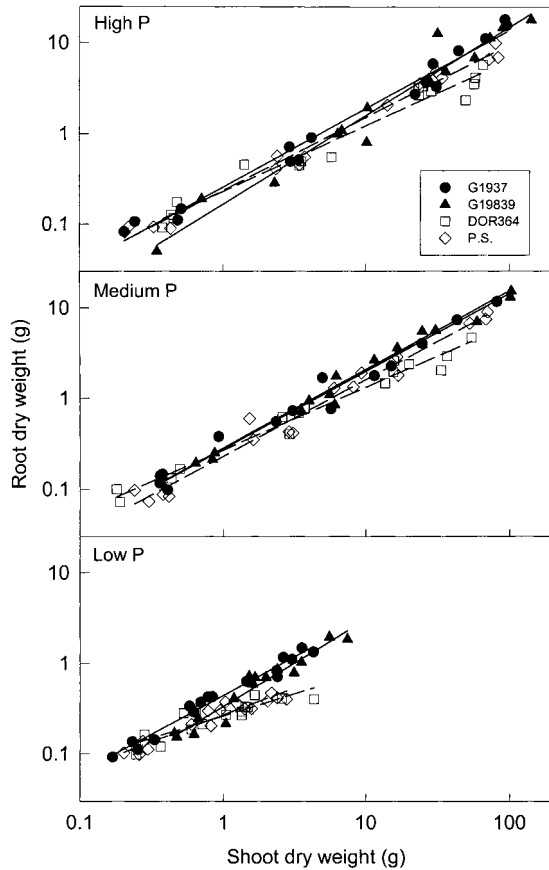 High P
10
1
0.1
G1937
G19839
DOR364
P.S.
Medium P
10
1
0.1
Root dry weight (g)
Low P
10
1
0.1
0.1 1 10 100
Shoot dry weight (g)